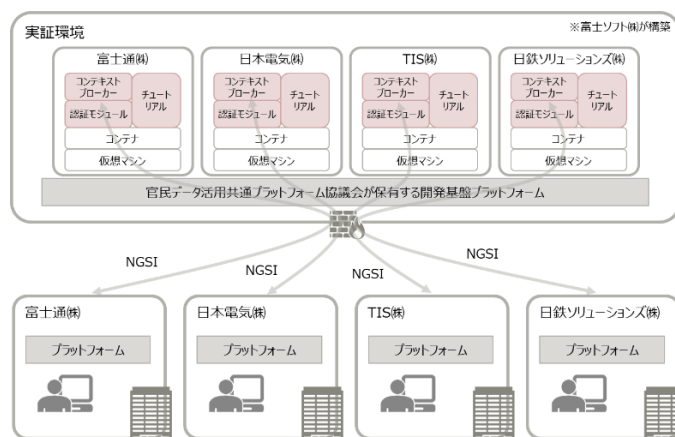 実証環境
※富士ソフト㈱が構築
富士通㈱
コンテキスト
ブローカー
認証モジュール
チュート
リアル
コンテナ
仮想マシン
日本電気㈱
コンテキスト
ブローカー
認証モジュール
チュート
リアル
コンテナ
仮想マシン
TIS㈱
コンテキスト
ブローカー
認証モジュール
チュート
リアル
コンテナ
仮想マシン
日鉄ソリューションズ㈱
コンテキスト
ブローカー
認証モジュール
チュート
リアル
コンテナ
仮想マシン
官民データ活用共通プラットフォーム協議会が保有する開発基盤プラットフォーム
NGSI
NGSI
NGSI
NGSI
富士通㈱
プラットフォーム
日本電気㈱
プラットフォーム
TIS㈱
プラットフォーム
日鉄ソリューションズ㈱
プラットフォーム